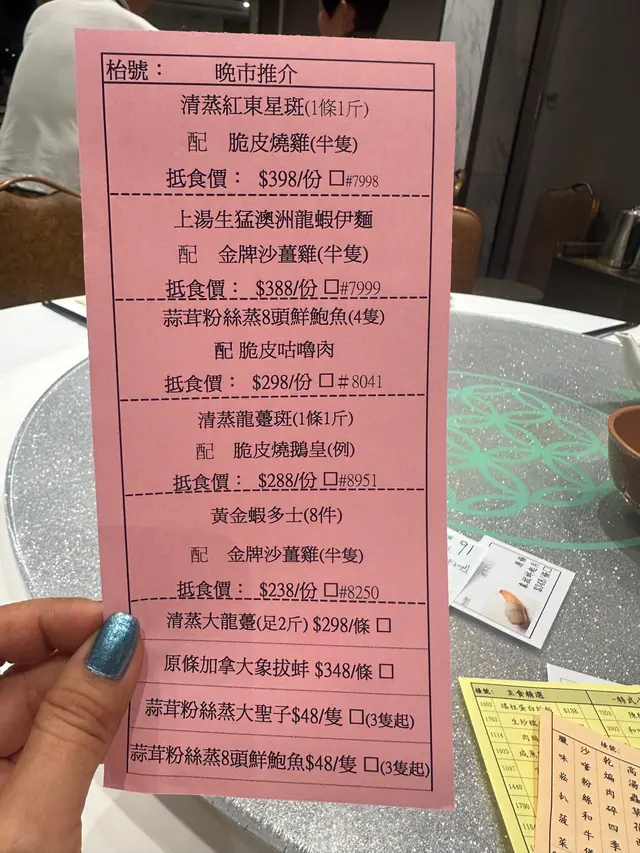 枱號： 晚市推介
清蒸紅東星斑(1條1斤)
配 脆皮燒雞(半隻)
抵食價： $398/份 □#7998
上湯生猛澳洲龍蝦伊麵
配 金牌沙薑雞(半隻)
抵食價： $388/份 □#7999
蒜茸粉絲蒸8頭鮮鮑魚(4隻)
配 脆皮咕嚕肉
抵食價： $298/份 □＃8041
清蒸龍躉斑(1條1斤)
配 脆皮燒鵝皇(例)
抵食價： $288/份 □#8951
黃金蝦多士(8件)
配 金牌沙薑雞(半隻)
抵食價： $238/份 □#8250
清蒸大龍躉(足2斤) $298/條 □
原條加拿大象拔蚌 $348/條 □
蒜茸粉絲蒸大聖子$48/隻 □(3隻起)
蒜茸粉絲蒸8頭鮮鮑魚$48/隻 □(3隻起)
91
檯號: 主食精選